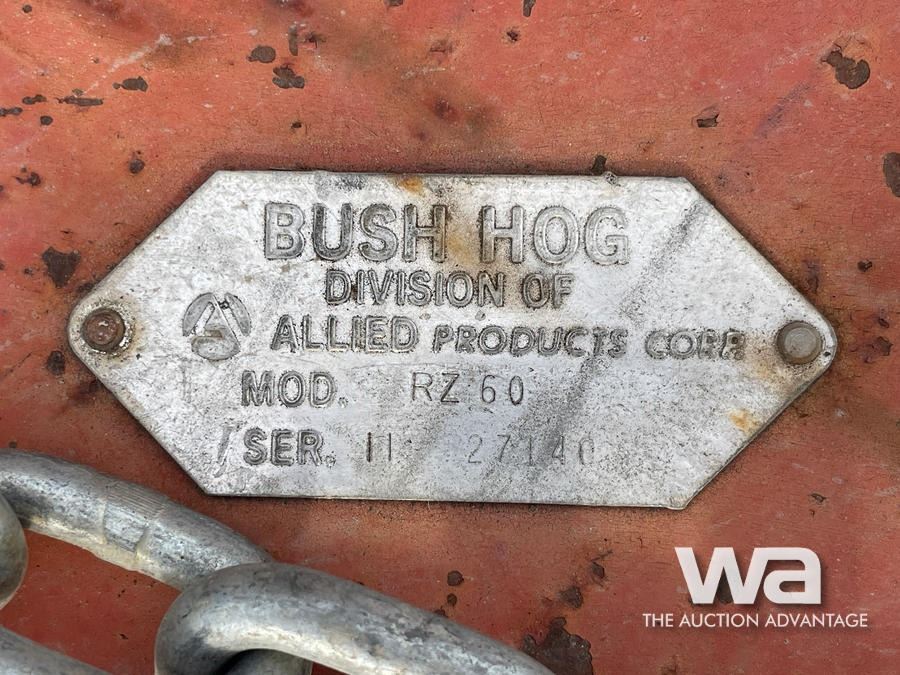 BUSH HOG
DIVISION OF
ALLIED PRODUCTS CORP.
MOD. RZ 60
SER. 27140
wa
THE AUCTION ADVANTAGE